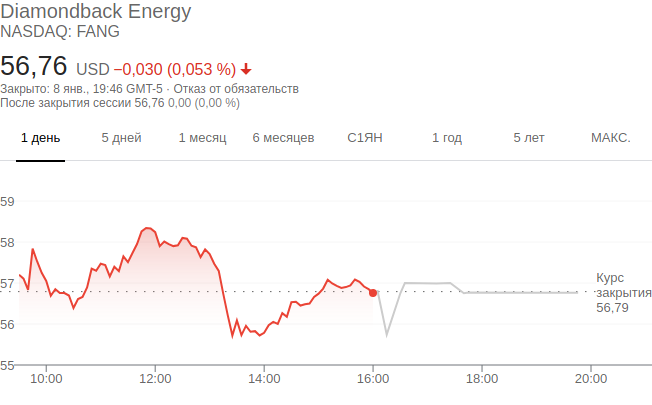 Diamondback Energy
NASDAQ: FANG
56,76 USD −0,030 (0,053 %)
Закрыто: 8 янв., 19:46 GMT-5 · Отказ от обязательств
После закрытия сессии 56,76 0,00 (0,00 %)
1 день 5 дней 1 месяц 6 месяцев С1ЯН 1 год 5 лет МАКС.
59
58
57
56
55
Курс
закрытия
56,79
10:00 12:00 14:00 16:00 18:00 20:00